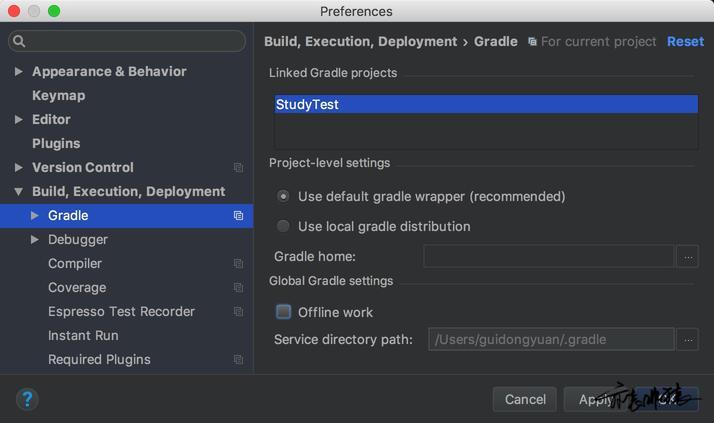 Preferences
Build, Execution, Deployment › Gradle For current project Reset
Appearance & Behavior
Keymap
Editor
Plugins
Version Control
Build, Execution, Deployment
Gradle
Debugger
Compiler
Coverage
Espresso Test Recorder
Instant Run
Required Plugins
Linked Gradle projects
StudyTest
Project-level settings
Use default gradle wrapper (recommended)
Use local gradle distribution
Gradle home:
...
Global Gradle settings
Offline work
Service directory path: /Users/guidongyuan/.gradle ...
? Cancel Apply OK